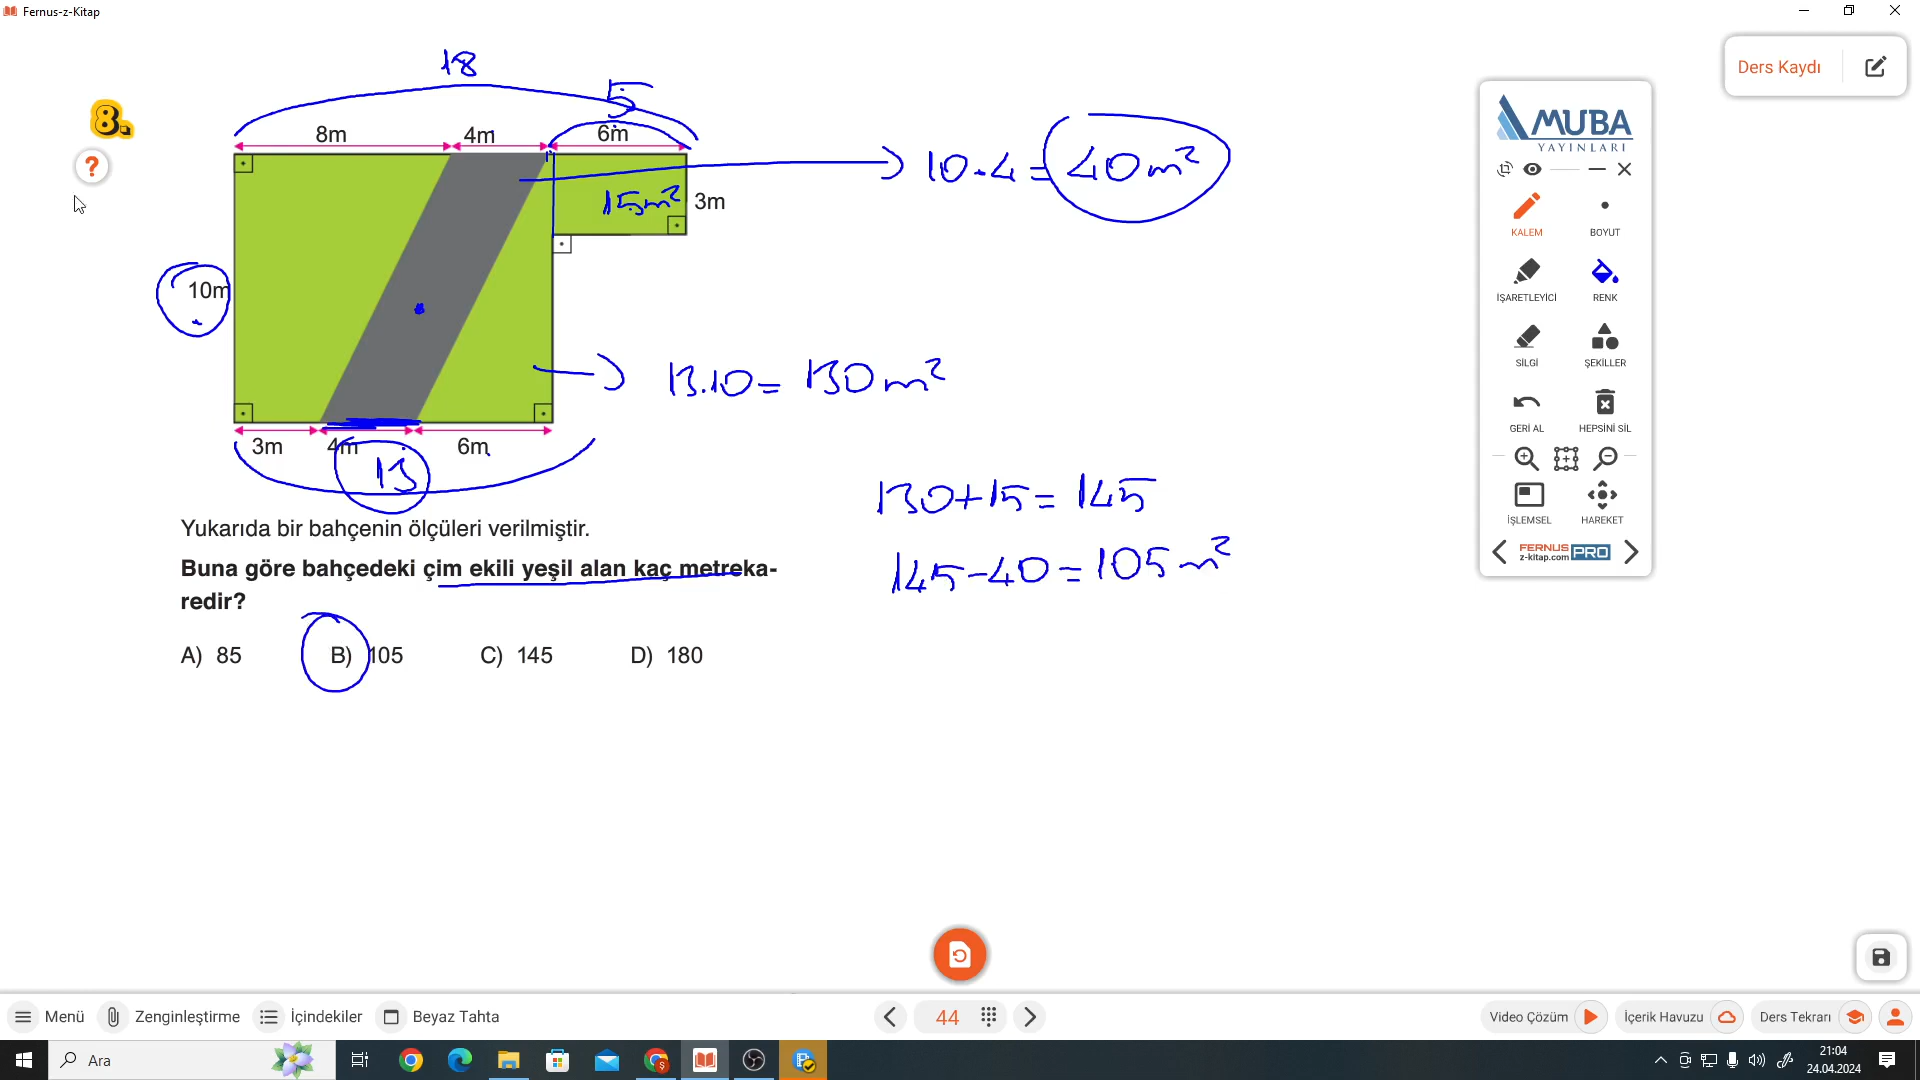 Fernus-z-Kitap
Ders Kaydı
18
5
8.
8m 4m 6m
10.4=40m²
15m²
3m
?
10m
13.10=130m²
3m 4m 6m
13
130+15=145
145-40=105m²
Yukarıda bir bahçenin ölçüleri verilmiştir.
Buna göre bahçedeki çim ekili yeşil alan kaç metreka-
redir?
A) 85 B) 105 C) 145 D) 180
MUBA
YAYINLARI
KALEM BOYUT
İŞARETLEYİCİ RENK
SİLGİ ŞEKİLLER
GERİ AL HEPSİNİ SİL
İŞLEMSEL HAREKET
FERNUS PRO
z-kitap.com
Menü Zenginleştirme İçindekiler Beyaz Tahta 44 Video Çözüm İçerik Havuzu Ders Tekrarı
Ara
21:04
24.04.2024